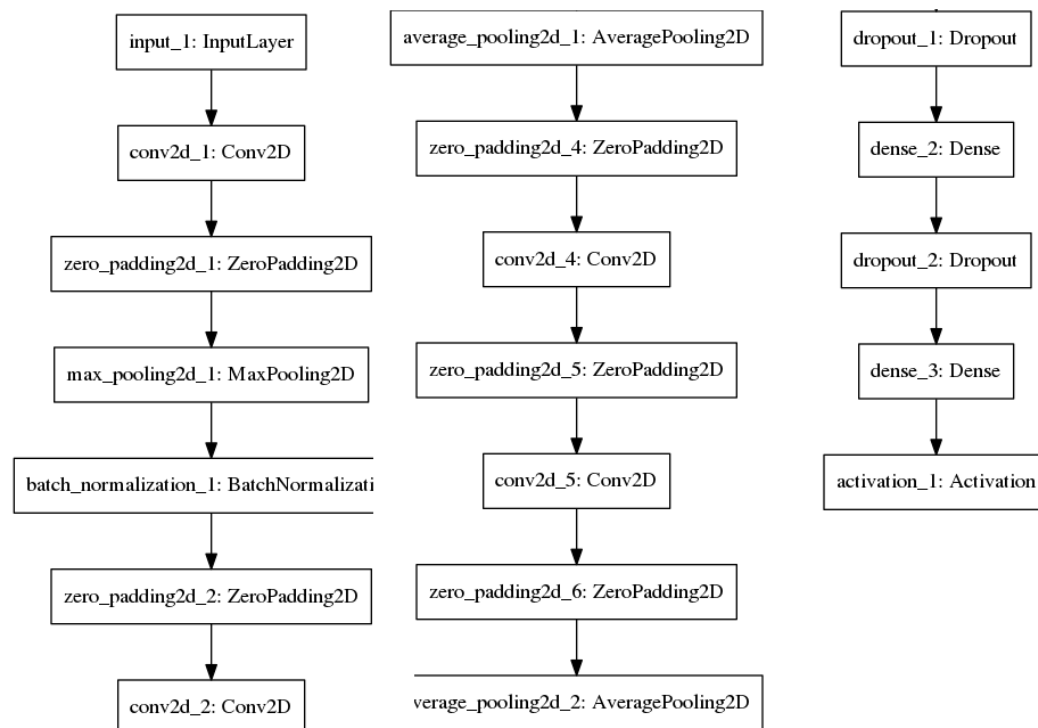 input_1: InputLayer
conv2d_1: Conv2D
zero_padding2d_1: ZeroPadding2D
max_pooling2d_1: MaxPooling2D
batch_normalization_1: BatchNormalizati
zero_padding2d_2: ZeroPadding2D
conv2d_2: Conv2D
average_pooling2d_1: AveragePooling2D
zero_padding2d_4: ZeroPadding2D
conv2d_4: Conv2D
zero_padding2d_5: ZeroPadding2D
conv2d_5: Conv2D
zero_padding2d_6: ZeroPadding2D
verage_pooling2d_2: AveragePooling2D
dropout_1: Dropout
dense_2: Dense
dropout_2: Dropout
dense_3: Dense
activation_1: Activation